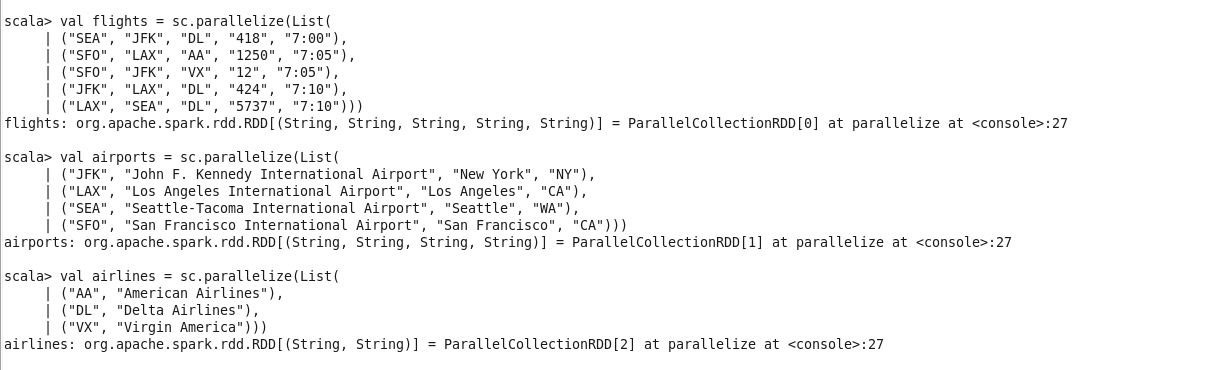 scala> val flights = sc.parallelize(List(
     | ("SEA", "JFK", "DL", "418", "7:00"),
     | ("SFO", "LAX", "AA", "1250", "7:05"),
     | ("SFO", "JFK", "VX", "12", "7:05"),
     | ("JFK", "LAX", "DL", "424", "7:10"),
     | ("LAX", "SEA", "DL", "5737", "7:10")))
flights: org.apache.spark.rdd.RDD[(String, String, String, String, String)] = ParallelCollectionRDD[0] at parallelize at <console>:27

scala> val airports = sc.parallelize(List(
     | ("JFK", "John F. Kennedy International Airport", "New York", "NY"),
     | ("LAX", "Los Angeles International Airport", "Los Angeles", "CA"),
     | ("SEA", "Seattle-Tacoma International Airport", "Seattle", "WA"),
     | ("SFO", "San Francisco International Airport", "San Francisco", "CA")))
airports: org.apache.spark.rdd.RDD[(String, String, String, String)] = ParallelCollectionRDD[1] at parallelize at <console>:27

scala> val airlines = sc.parallelize(List(
     | ("AA", "American Airlines"),
     | ("DL", "Delta Airlines"),
     | ("VX", "Virgin America")))
airlines: org.apache.spark.rdd.RDD[(String, String)] = ParallelCollectionRDD[2] at parallelize at <console>:27